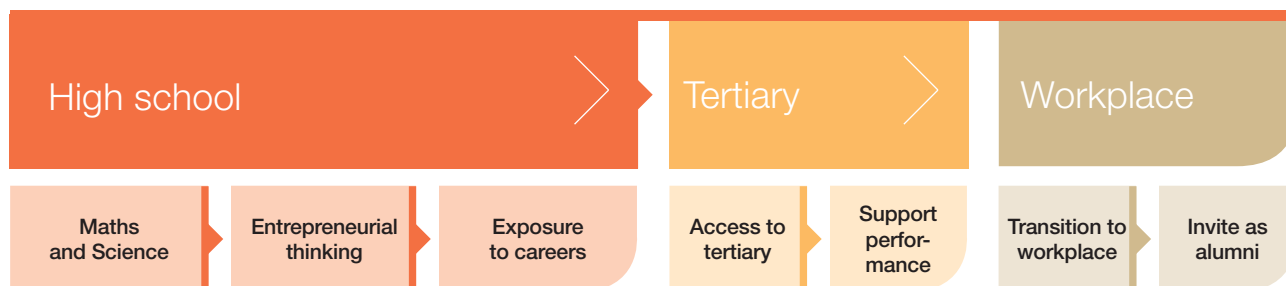 High school
Tertiary
Workplace
Maths
and Science
Entrepreneurial
thinking
Exposure
to careers
Access to
tertiary
Support
perfor-
mance
Transition to
workplace
Invite as
alumni